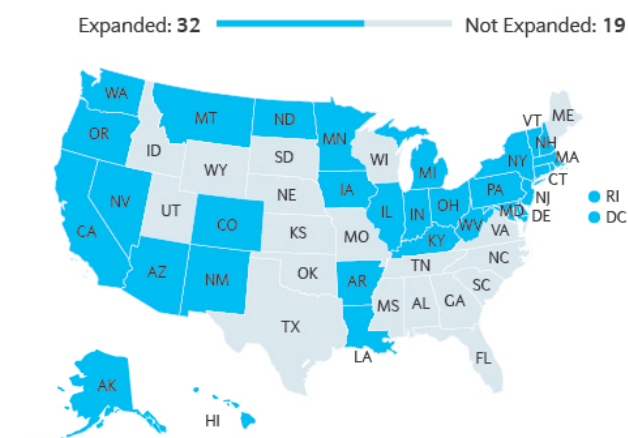 Expanded: 32 Not Expanded: 19
WA
MT
ND
MN
VT
ME
OR
ID
WY
SD
WI
MI
NY
NH
MA
CT
RI
NV
UT
NE
IA
PA
NJ
DC
CA
CO
KS
MO
IL
IN
OH
WV
MD
DE
VA
KY
AZ
NM
OK
AR
TN
NC
SC
TX
MS
AL
GA
LA
FL
AK
HI